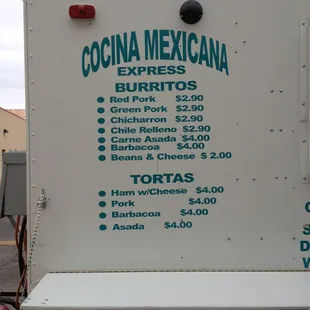 COCINA MEXICANA
EXPRESS
BURRITOS
Red Pork $2.90
Green Pork $2.90
Chicharron $2.90
Chile Relleno $2.90
Carne Asada $4.00
Barbacoa $4.00
Beans & Cheese $ 2.00
TORTAS
Ham w/Cheese $4.00
Pork $4.00
Barbacoa $4.00
Asada $4.00